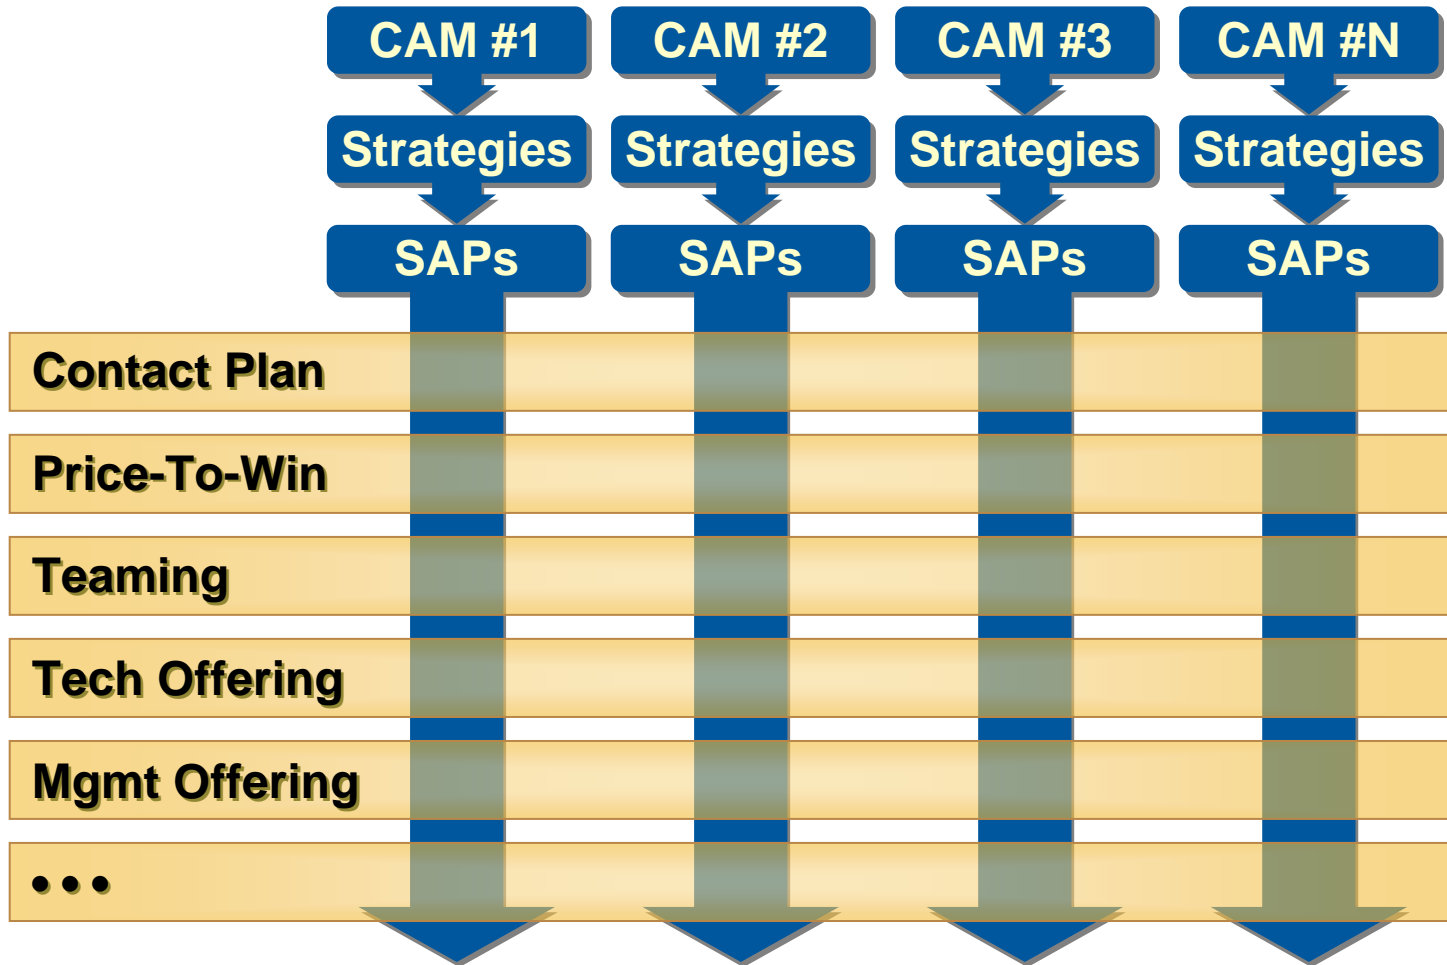 CAM #1 CAM #2 CAM #3 CAM #N
Strategies Strategies Strategies Strategies
SAPs SAPs SAPs SAPs
Contact Plan
Price-To-Win
Teaming
Tech Offering
Mgmt Offering
•••